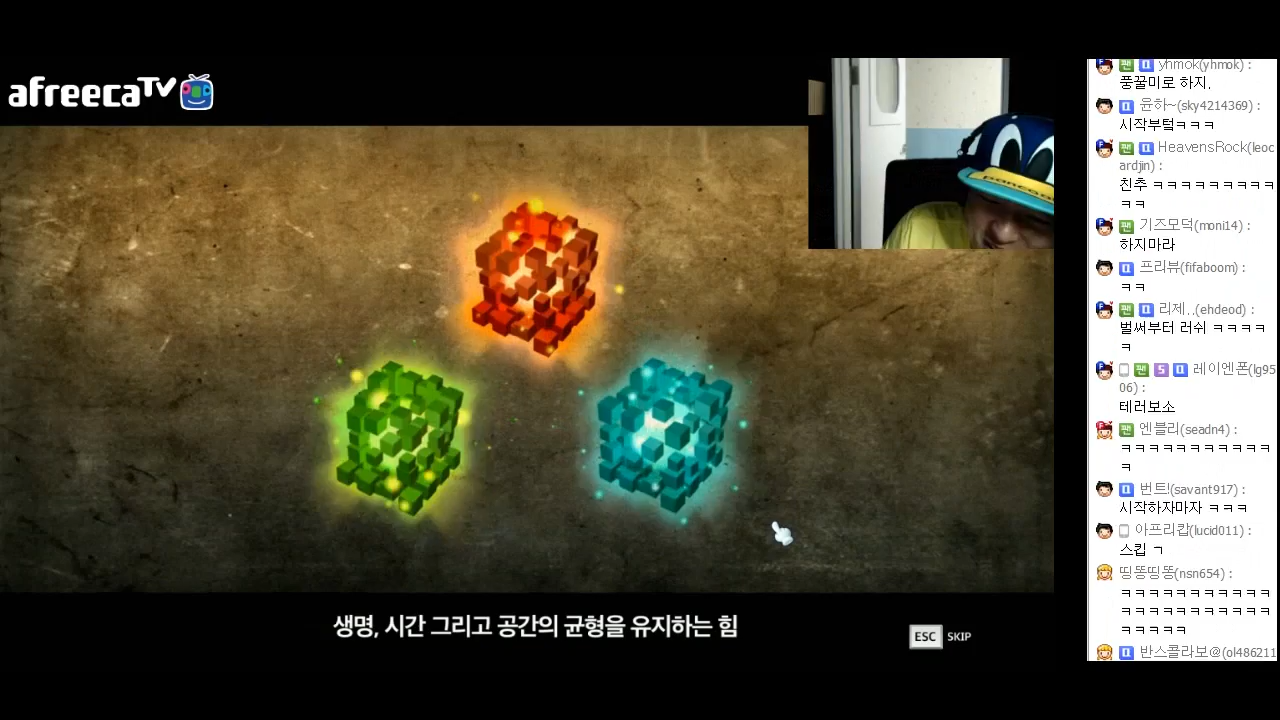 afreecaTV
yhmok(yhmok) :
풍꿀미로 하지.
윤하~(sky4214369) :
시작부텈ㅋㅋㅋ
HeavensRock(leoc
ardjin) :
친추 ㅋㅋㅋㅋㅋㅋㅋㅋㅋ
ㅋㅋ
기즈모덕(moni14) :
하지마라
프리뷰(fifaboom) :
ㅋㅋ
리제..(ehdeod) :
벌써부터 러쉬 ㅋㅋㅋㅋ
ㅋ
레이엔폰(lg95
06) :
테러보소
엔블리(seadn4) :
ㅋㅋㅋㅋㅋㅋㅋㅋㅋㅋㅋ
ㅋ
번트!(savant917) :
시작하자마자 ㅋㅋㅋ
아프리캅(lucid011) :
스킵 ㄱ
띵똥띵똥(nsn654) :
ㅋㅋㅋㅋㅋㅋㅋㅋㅋㅋㅋ
ㅋㅋㅋㅋㅋㅋㅋㅋㅋㅋㅋ
ㅋㅋㅋㅋㅋ
반스콜라보@(ol486211
생명, 시간 그리고 공간의 균형을 유지하는 힘
ESC SKIP